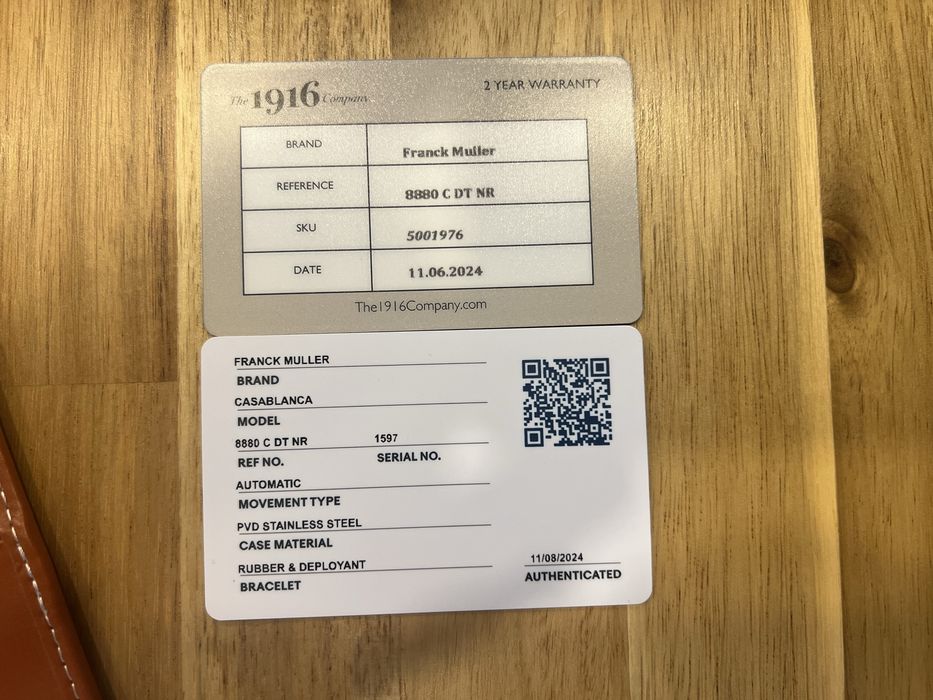 The 1916 Company 2 YEAR WARRANTY
BRAND Franck Muller
REFERENCE 8880 C DT NR
SKU 5001976
DATE 11.06.2024
The1916Company.com
FRANCK MULLER
BRAND
CASABLANCA
MODEL
8880 C DT NR 1597
REF NO. SERIAL NO.
AUTOMATIC
MOVEMENT TYPE
PVD STAINLESS STEEL
CASE MATERIAL
RUBBER & DEPLOYANT 11/08/2024
BRACELET AUTHENTICATED